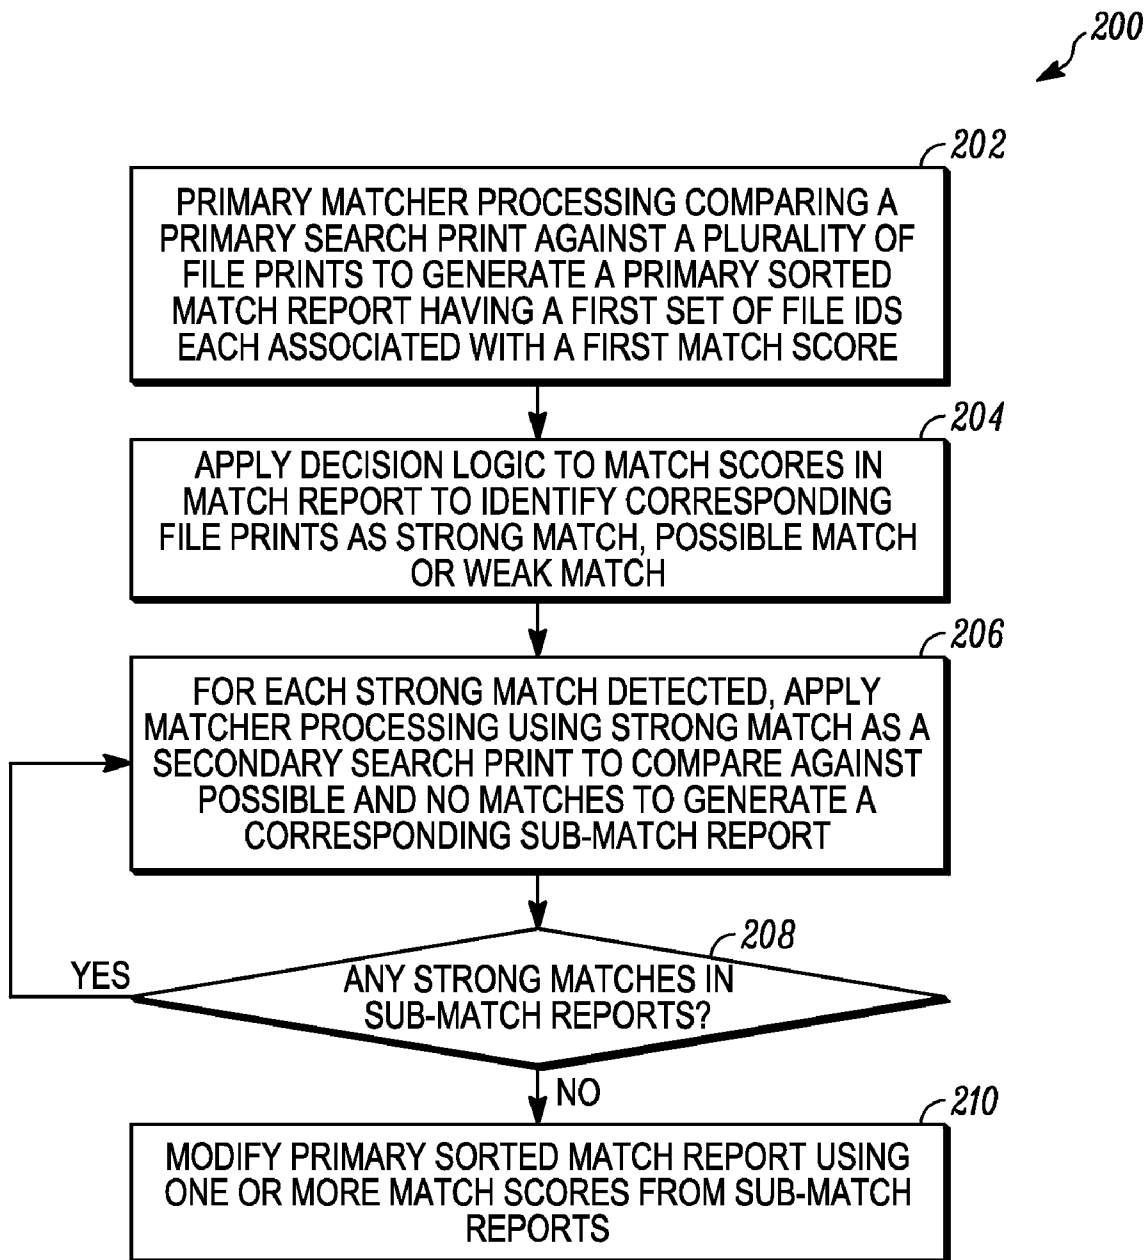 200
202
PRIMARY MATCHER PROCESSING COMPARING A
PRIMARY SEARCH PRINT AGAINST A PLURALITY OF
FILE PRINTS TO GENERATE A PRIMARY SORTED
MATCH REPORT HAVING A FIRST SET OF FILE IDS
EACH ASSOCIATED WITH A FIRST MATCH SCORE
204
APPLY DECISION LOGIC TO MATCH SCORES IN
MATCH REPORT TO IDENTIFY CORRESPONDING
FILE PRINTS AS STRONG MATCH, POSSIBLE MATCH
OR WEAK MATCH
206
FOR EACH STRONG MATCH DETECTED, APPLY
MATCHER PROCESSING USING STRONG MATCH AS A
SECONDARY SEARCH PRINT TO COMPARE AGAINST
POSSIBLE AND NO MATCHES TO GENERATE A
CORRESPONDING SUB-MATCH REPORT
208
YES
ANY STRONG MATCHES IN
SUB-MATCH REPORTS?
NO
210
MODIFY PRIMARY SORTED MATCH REPORT USING
ONE OR MORE MATCH SCORES FROM SUB-MATCH
REPORTS